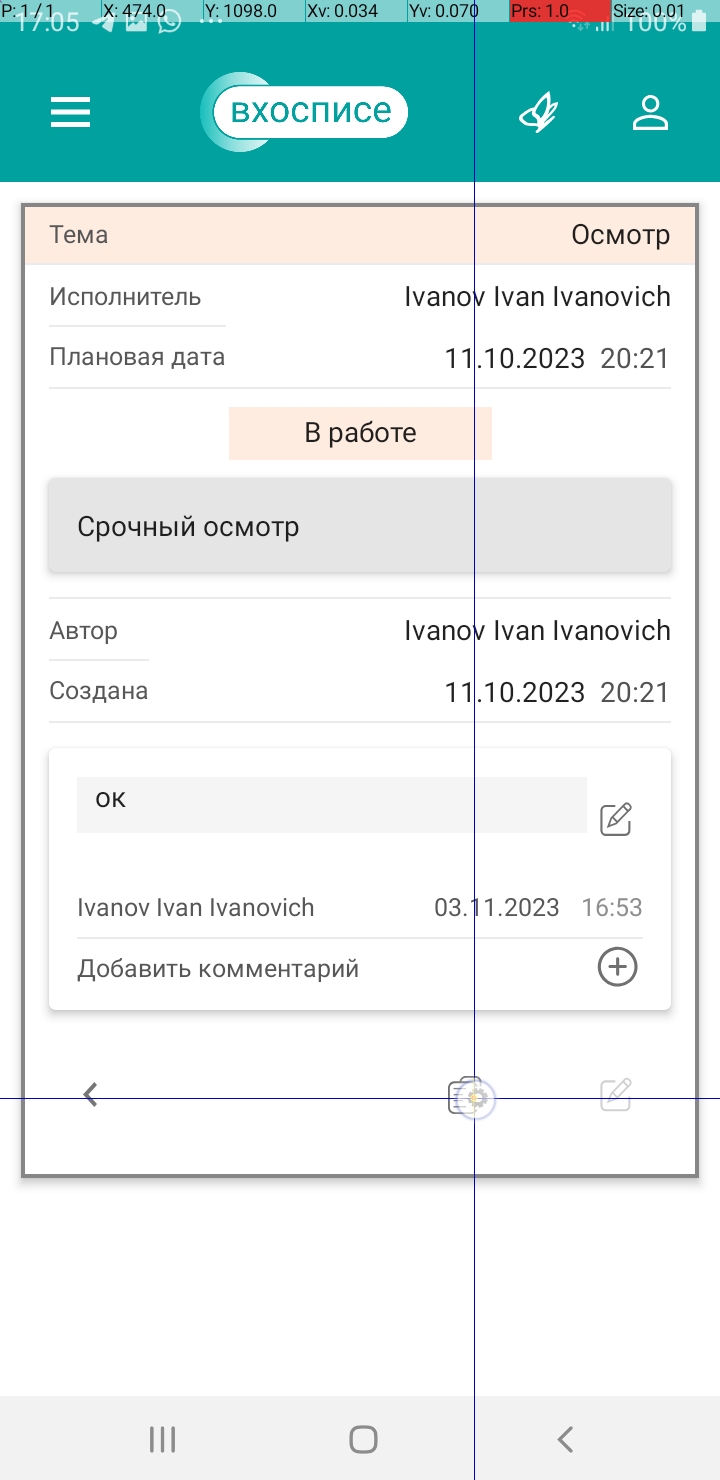 P: 1 / 1 X: 474.0 Y: 1098.0 Xv: 0.034 Yv: 0.070 Prs: 1.0 Size: 0.01
17:05 100%
вхосписе
Тема Осмотр
Исполнитель Ivanov Ivan Ivanovich
Плановая дата 11.10.2023 20:21
В работе
Срочный осмотр
Автор Ivanov Ivan Ivanovich
Создана 11.10.2023 20:21
ок
Ivanov Ivan Ivanovich 03.11.2023 16:53
Добавить комментарий